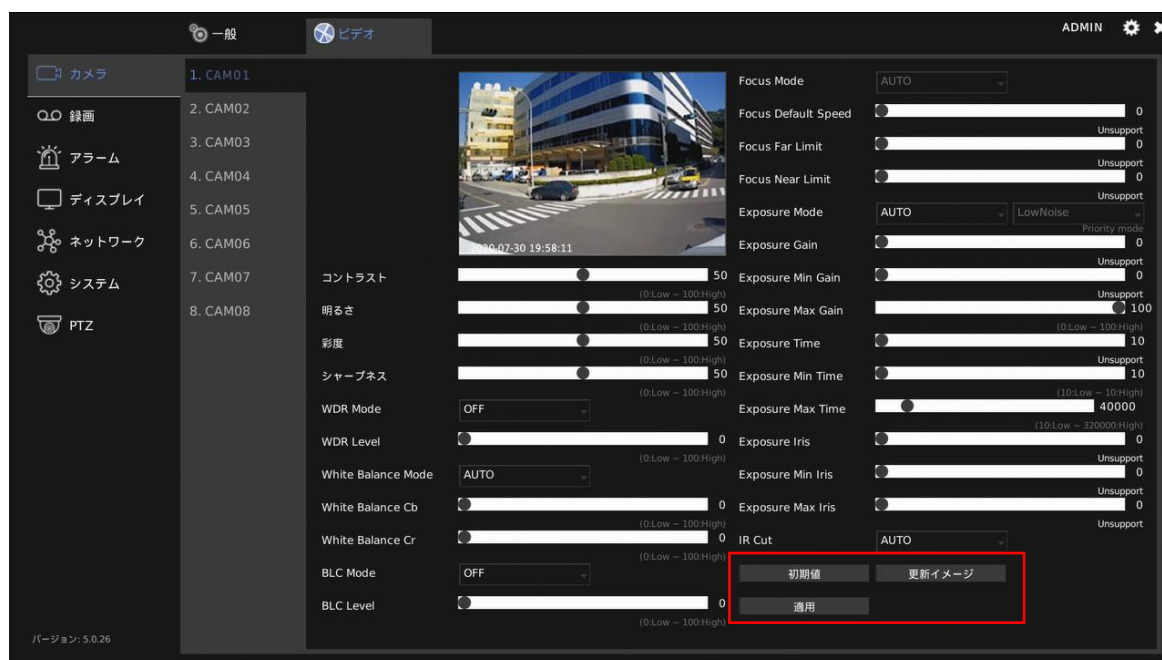 一般
ビデオ
ADMIN
カメラ
録画
アラーム
ディスプレイ
ネットワーク
システム
PTZ
バージョン: 5.0.26
1. CAM01
2. CAM02
3. CAM03
4. CAM04
5. CAM05
6. CAM06
7. CAM07
8. CAM08
2020-07-30 19:58:11
コントラスト 50
(0:Low ~ 100:High)
明るさ 50
(0:Low ~ 100:High)
彩度 50
(0:Low ~ 100:High)
シャープネス 50
(0:Low ~ 100:High)
WDR Mode OFF
WDR Level 0
(0:Low ~ 100:High)
White Balance Mode AUTO
White Balance Cb 0
(0:Low ~ 100:High)
White Balance Cr 0
(0:Low ~ 100:High)
BLC Mode OFF
BLC Level 0
(0:Low ~ 100:High)
Focus Mode AUTO
Focus Default Speed 0
Unsupport
Focus Far Limit 0
Unsupport
Focus Near Limit 0
Unsupport
Exposure Mode AUTO LowNoise
Priority mode
Exposure Gain 0
Unsupport
Exposure Min Gain 0
Unsupport
Exposure Max Gain 100
(0:Low ~ 100:High)
Exposure Time 10
Unsupport
Exposure Min Time 10
(10:Low ~ 10:High)
Exposure Max Time 40000
(10:Low ~ 320000:High)
Exposure Iris 0
Unsupport
Exposure Min Iris 0
Unsupport
Exposure Max Iris 0
Unsupport
IR Cut AUTO
初期値 更新イメージ
適用